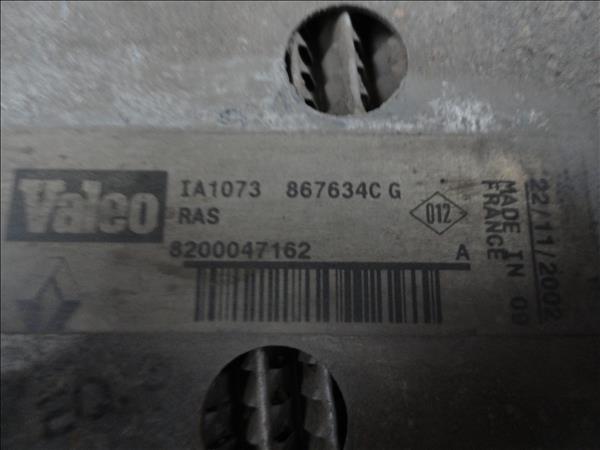 Valeo
IA1073 867634C G
RAS
012
8200047162
A
MADE IN
FRANCE
22/11/2002